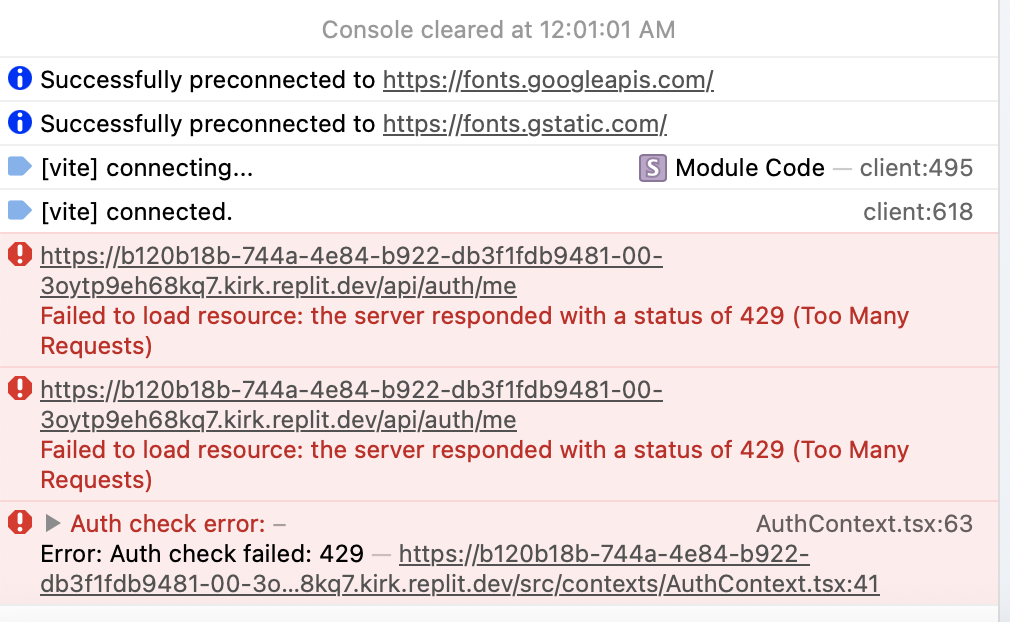 Console cleared at 12:01:01 AM
Successfully preconnected to https://fonts.googleapis.com/
Successfully preconnected to https://fonts.gstatic.com/
[vite] connecting... S Module Code — client:495
[vite] connected. client:618
https://b120b18b-744a-4e84-b922-db3f1fdb9481-00-
3oytp9eh68kq7.kirk.replit.dev/api/auth/me
Failed to load resource: the server responded with a status of 429 (Too Many
Requests)
https://b120b18b-744a-4e84-b922-db3f1fdb9481-00-
3oytp9eh68kq7.kirk.replit.dev/api/auth/me
Failed to load resource: the server responded with a status of 429 (Too Many
Requests)
Auth check error: – AuthContext.tsx:63
Error: Auth check failed: 429 — https://b120b18b-744a-4e84-b922-
db3f1fdb9481-00-3o…8kq7.kirk.replit.dev/src/contexts/AuthContext.tsx:41